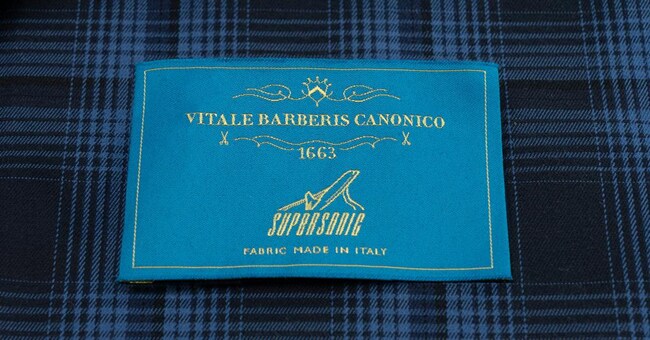 VITALE BARBERIS CANONICO
1663
SUPERSONIC
FABRIC MADE IN ITALY